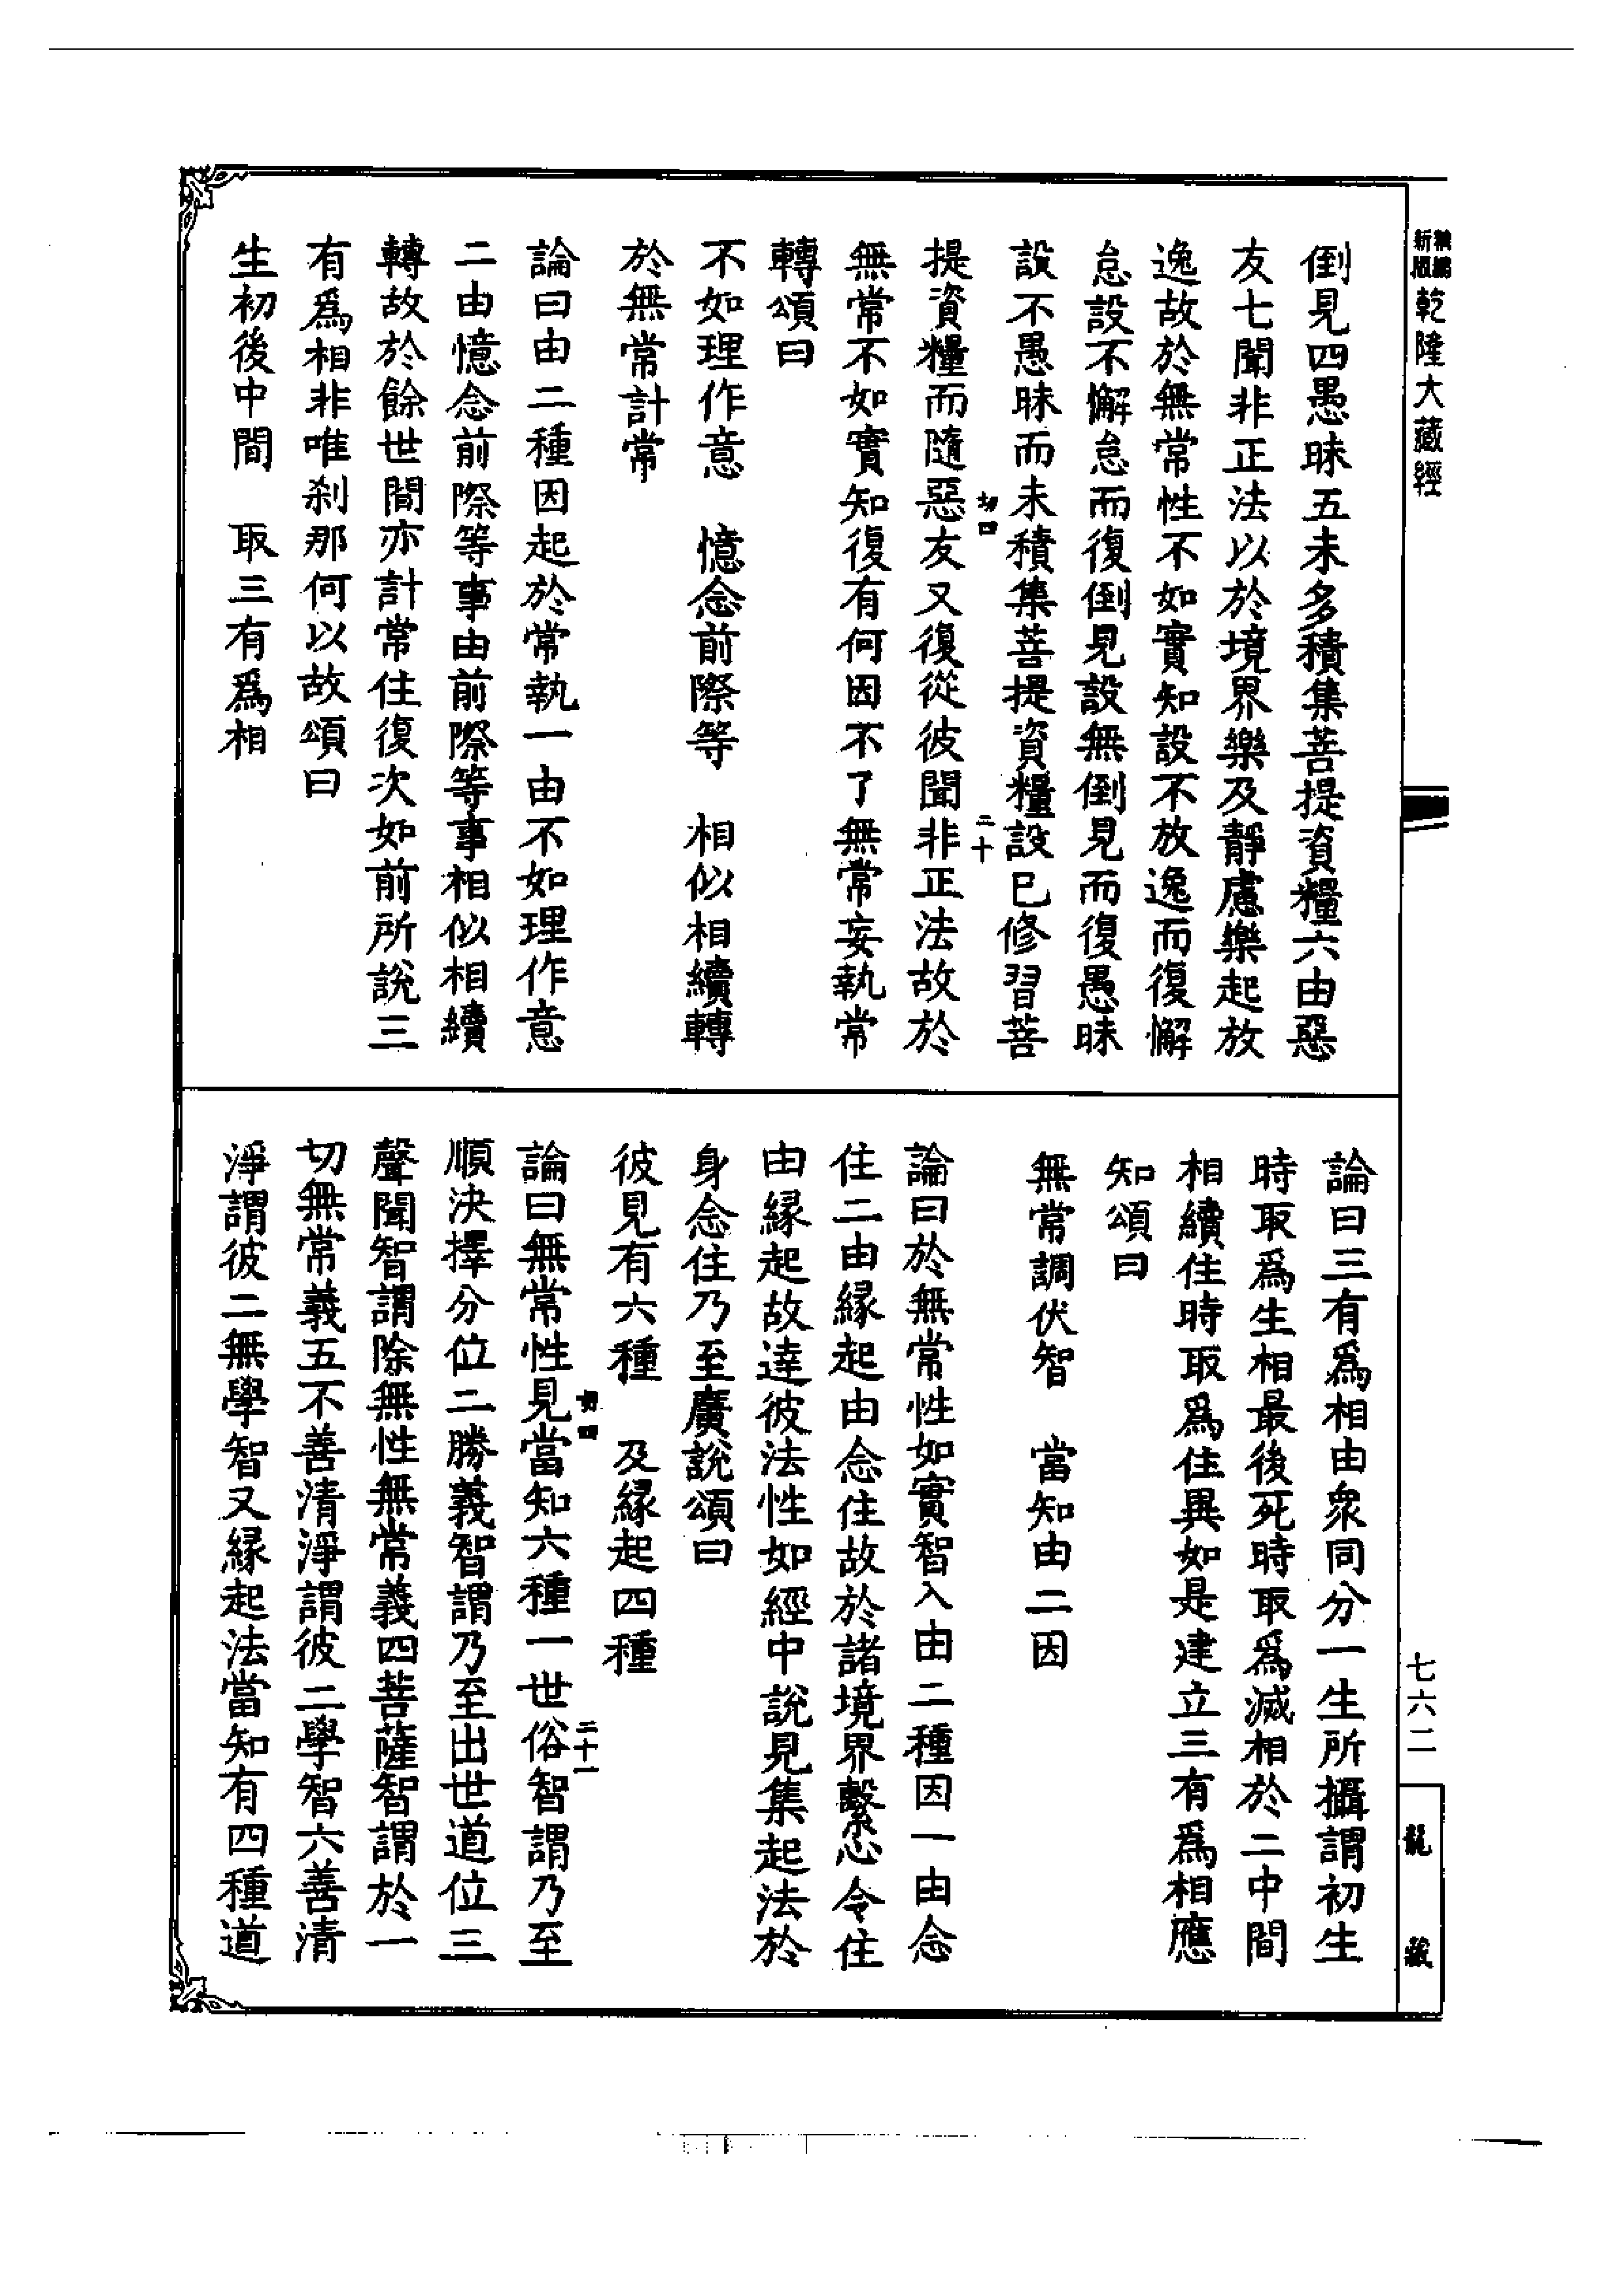 新編縮版乾隆大藏經
倒見四愚昧五未多積集菩提資糧六由惡
友七聞非正法以於境界樂及靜慮樂起放
逸故於無常性不如實知設不放逸而復懈
怠設不懈怠而復倒見設無倒見而復愚昧
設不愚昧而未積集菩提資糧設已修習菩
提資糧而隨惡友又復從彼聞非正法故於
無常不如實知復有何因不了無常妄執常
轉頌曰
不如理作意　憶念前際等　相似相續轉
於無常計常
論曰由二種因起於常執一由不如理作意
二由憶念前際等事由前際等事相似相續
轉故於餘世間亦計常住復次如前所說三
有爲相非唯刹那何以故頌曰
生初後中間　取三有爲相
論曰三有爲相由衆同分一生所攝謂初生
時取爲生相最後死時取爲滅相於二中間
相續住時取爲住異如是建立三有爲相應
知頌曰
無常調伏智　當知由二因
論曰於無常性如實智入由二種因一由念
住二由緣起由念住故於諸境界繫心令住
由緣起故達彼法性如經中說見集起法於
身念住乃至廣說頌曰
彼見有六種　及緣起四種
論曰無常性見當知六種一世俗智謂乃至
順決擇分位二勝義智謂乃至出世道位三
聲聞智謂除無性無常義四菩薩智謂於一
切無常義五不善清淨謂彼二學智六善清
淨謂彼二無學智又緣起法當知有四種道
二十
二十一
七六二
龍藏